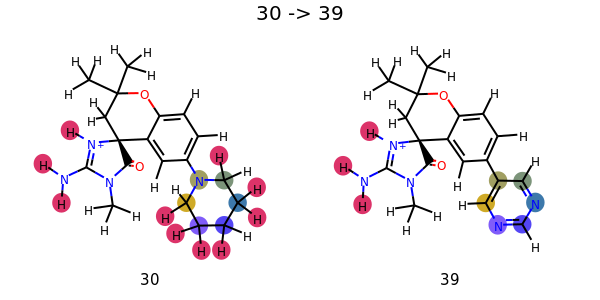 30 -> 39
H H H H
H H H H
H H
H O H H O H
H H
H H
H H H H
N+ N+
H H O H O H
H
N N H N H N N H
H
H H H H H H H H H N
H H H H N
H H H
30 39